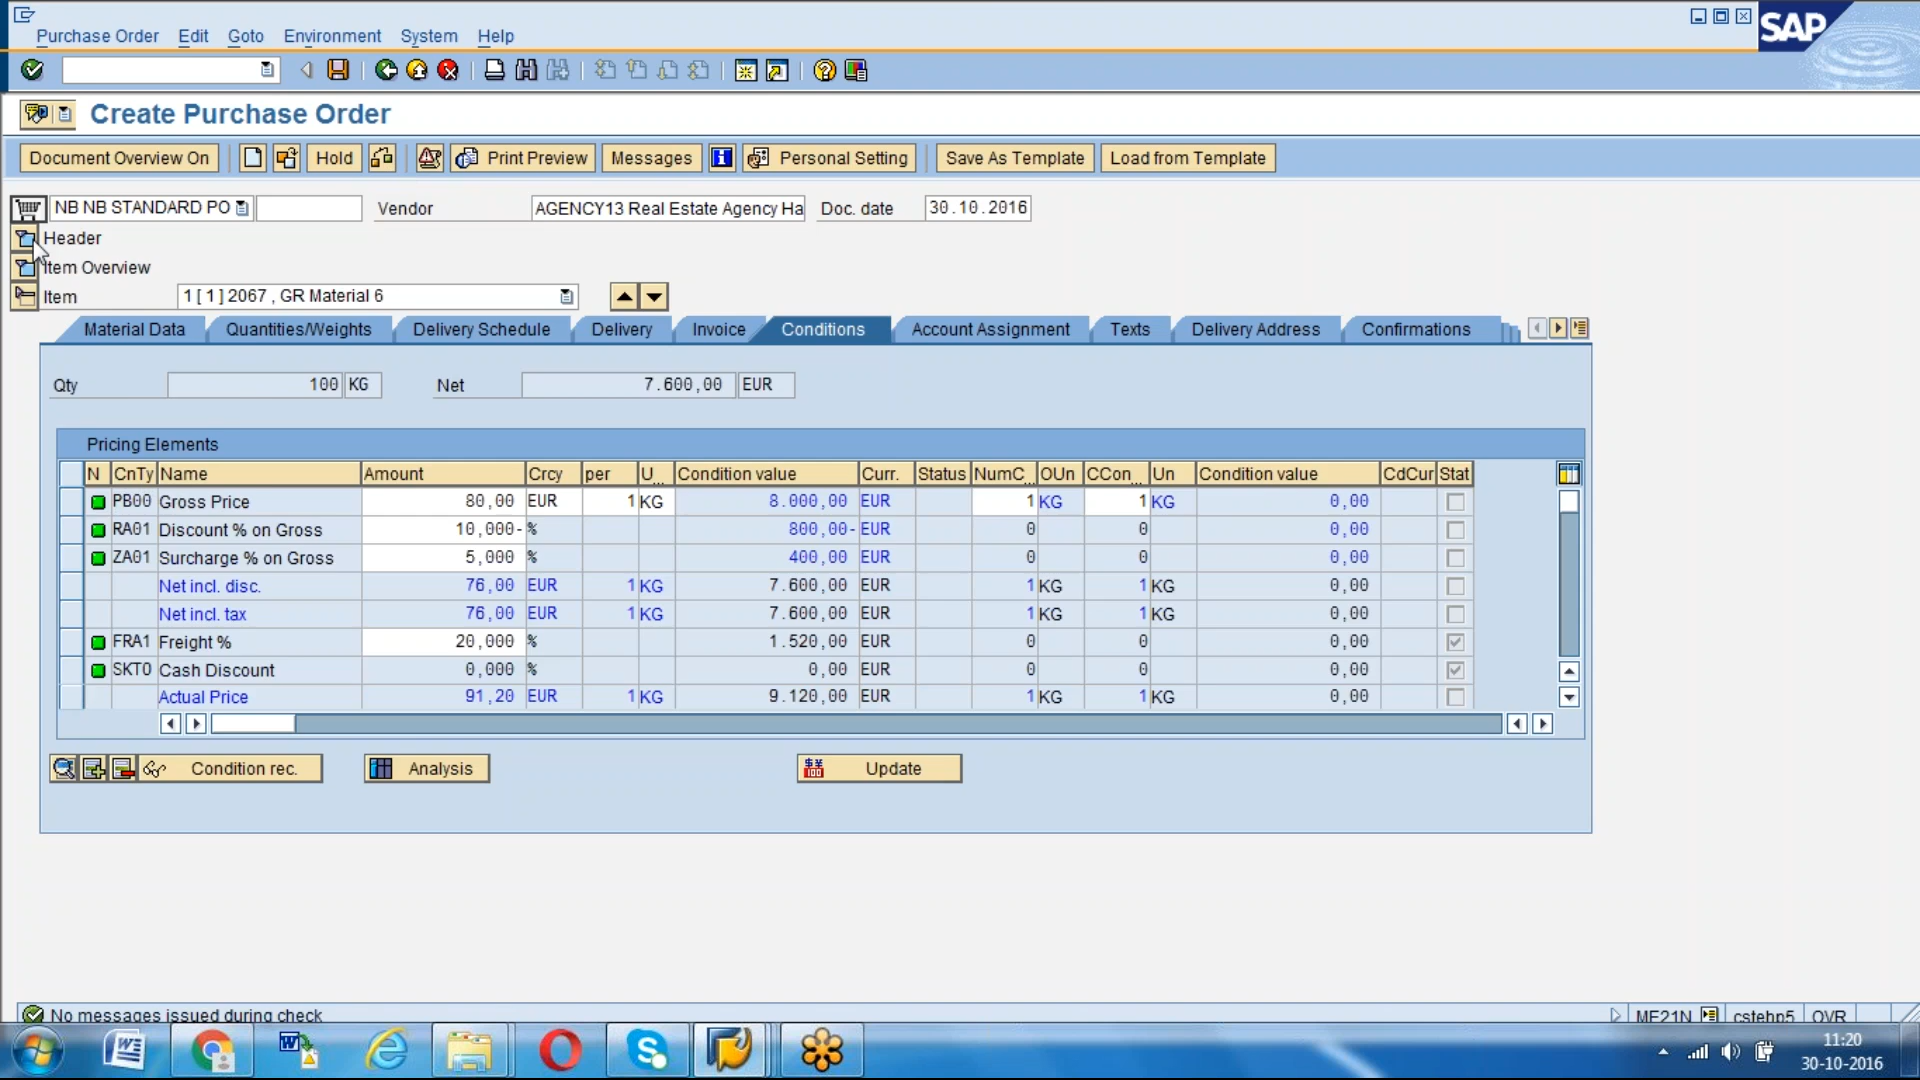 Purchase Order Edit Goto Environment System Help
SAP
Create Purchase Order
Document Overview On Hold Print Preview Messages Personal Setting Save As Template Load from Template
NB NB STANDARD PO Vendor AGENCY13 Real Estate Agency Ha Doc. date 30.10.2016
Header
Item Overview
Item 1 [ 1 ] 2067 , GR Material 6
Material Data Quantities/Weights Delivery Schedule Delivery Invoice Conditions Account Assignment Texts Delivery Address Confirmations
Qty 100 KG Net 7.600,00 EUR
Pricing Elements
N CnTy Name Amount Crcy per U... Condition value Curr. Status NumC... OUn CCon... Un Condition value CdCur Stat
PB00 Gross Price 80,00 EUR 1 KG 8.000,00 EUR 1 KG 1 KG 0,00
RA01 Discount % on Gross 10,000- % 800,00- EUR 0 0 0,00
ZA01 Surcharge % on Gross 5,000 % 400,00 EUR 0 0 0,00
Net incl. disc. 76,00 EUR 1 KG 7.600,00 EUR 1 KG 1 KG 0,00
Net incl. tax 76,00 EUR 1 KG 7.600,00 EUR 1 KG 1 KG 0,00
FRA1 Freight % 20,000 % 1.520,00 EUR 0 0 0,00
SKTO Cash Discount 0,000 % 0,00 EUR 0 0 0,00
Actual Price 91,20 EUR 1 KG 9.120,00 EUR 1 KG 1 KG 0,00
Condition rec. Analysis Update
No messages issued during check ME21N cstehp5 OVR
11:20
30-10-2016